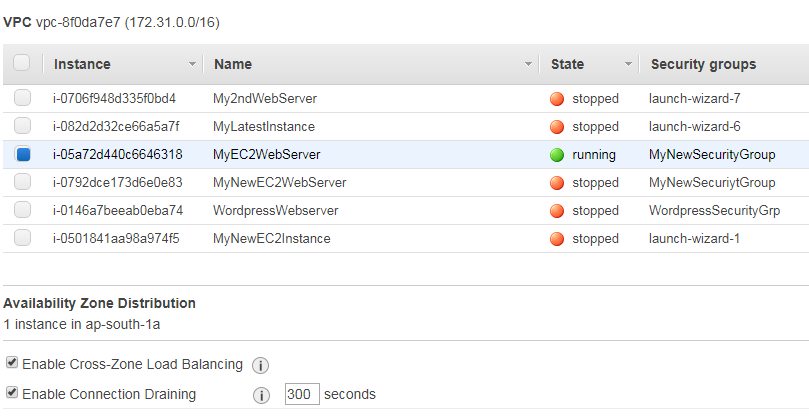 VPC vpc-8f0da7e7 (172.31.0.0/16)
Instance Name State Security groups
i-0706f948d335f0bd4 My2ndWebServer stopped launch-wizard-7
i-082d2d32ce66a5a7f MyLatestInstance stopped launch-wizard-6
i-05a72d440c6646318 MyEC2WebServer running MyNewSecurityGroup
i-0792dce173d6e0e83 MyNewEC2WebServer stopped MyNewSecuriytGroup
i-0146a7beeab0eba74 WordpressWebserver stopped WordpressSecurityGrp
i-0501841aa98a974f5 MyNewEC2Instance stopped launch-wizard-1
Availability Zone Distribution
1 instance in ap-south-1a
Enable Cross-Zone Load Balancing i
Enable Connection Draining i 300 seconds